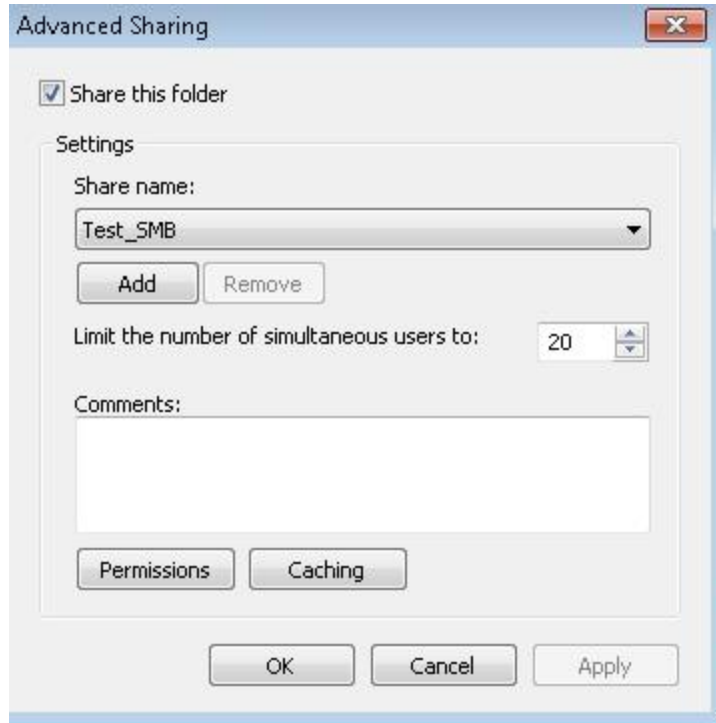 Advanced Sharing
Share this folder
Settings
Share name:
Test_SMB
Add Remove
Limit the number of simultaneous users to: 20
Comments:
Permissions Caching
OK Cancel Apply